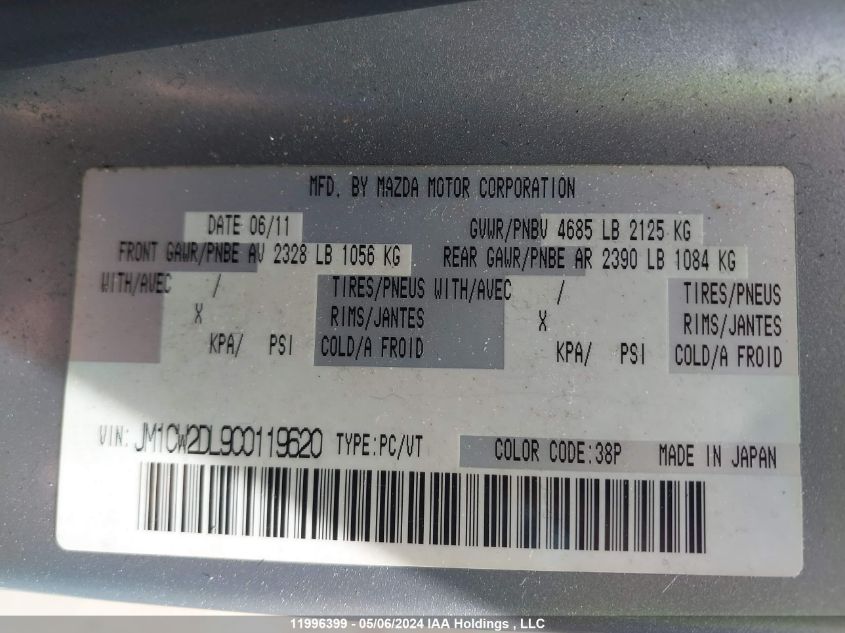 MFD. BY MAZDA MOTOR CORPORATION
DATE 06/11 GVWR/PNBV 4685 LB 2125 KG
FRONT GAWR/PNBE AV 2328 LB 1056 KG REAR GAWR/PNBE AR 2390 LB 1084 KG
WITH/AVEC / TIRES/PNEUS WITH/AVEC / TIRES/PNEUS
X RIMS/JANTES X RIMS/JANTES
KPA/ PSI COLD/A FROID KPA/ PSI COLD/A FROID
VIN: JM1CW2DL9C0119620 TYPE:PC/VT COLOR CODE:38P MADE IN JAPAN
11996399 - 05/06/2024 IAA Holdings , LLC